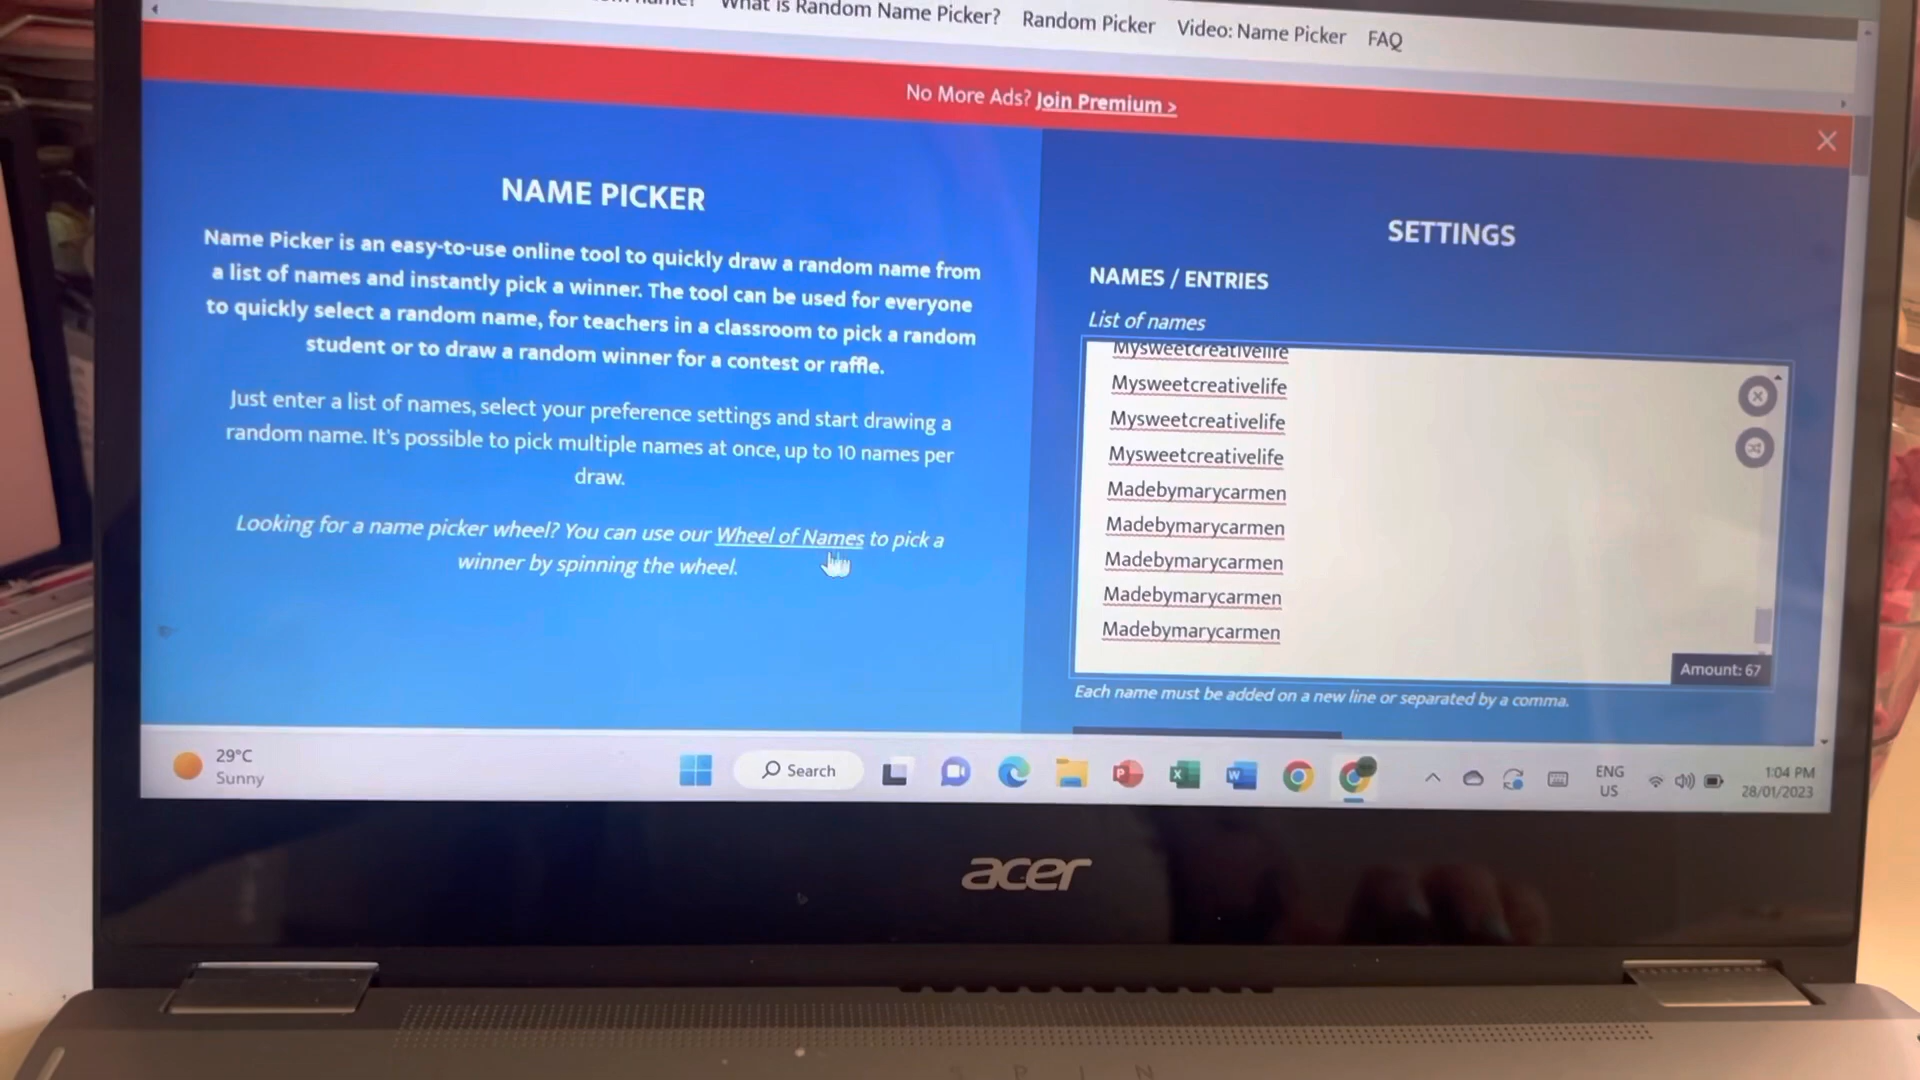 What is Random Name Picker? Random Picker Video: Name Picker FAQ
No More Ads? Join Premium >
NAME PICKER
Name Picker is an easy-to-use online tool to quickly draw a random name from
a list of names and instantly pick a winner. The tool can be used for everyone
to quickly select a random name, for teachers in a classroom to pick a random
student or to draw a random winner for a contest or raffle.
Just enter a list of names, select your preference settings and start drawing a
random name. It's possible to pick multiple names at once, up to 10 names per
draw.
Looking for a name picker wheel? You can use our Wheel of Names to pick a
winner by spinning the wheel.
SETTINGS
NAMES / ENTRIES
List of names
Mysweetcreativelife
Mysweetcreativelife
Mysweetcreativelife
Mysweetcreativelife
Madebymarycarmen
Madebymarycarmen
Madebymarycarmen
Madebymarycarmen
Madebymarycarmen
Amount: 67
Each name must be added on a new line or separated by a comma.
29°C
Sunny
Search
ENG
US
1:04 PM
28/01/2023
acer
SPIN